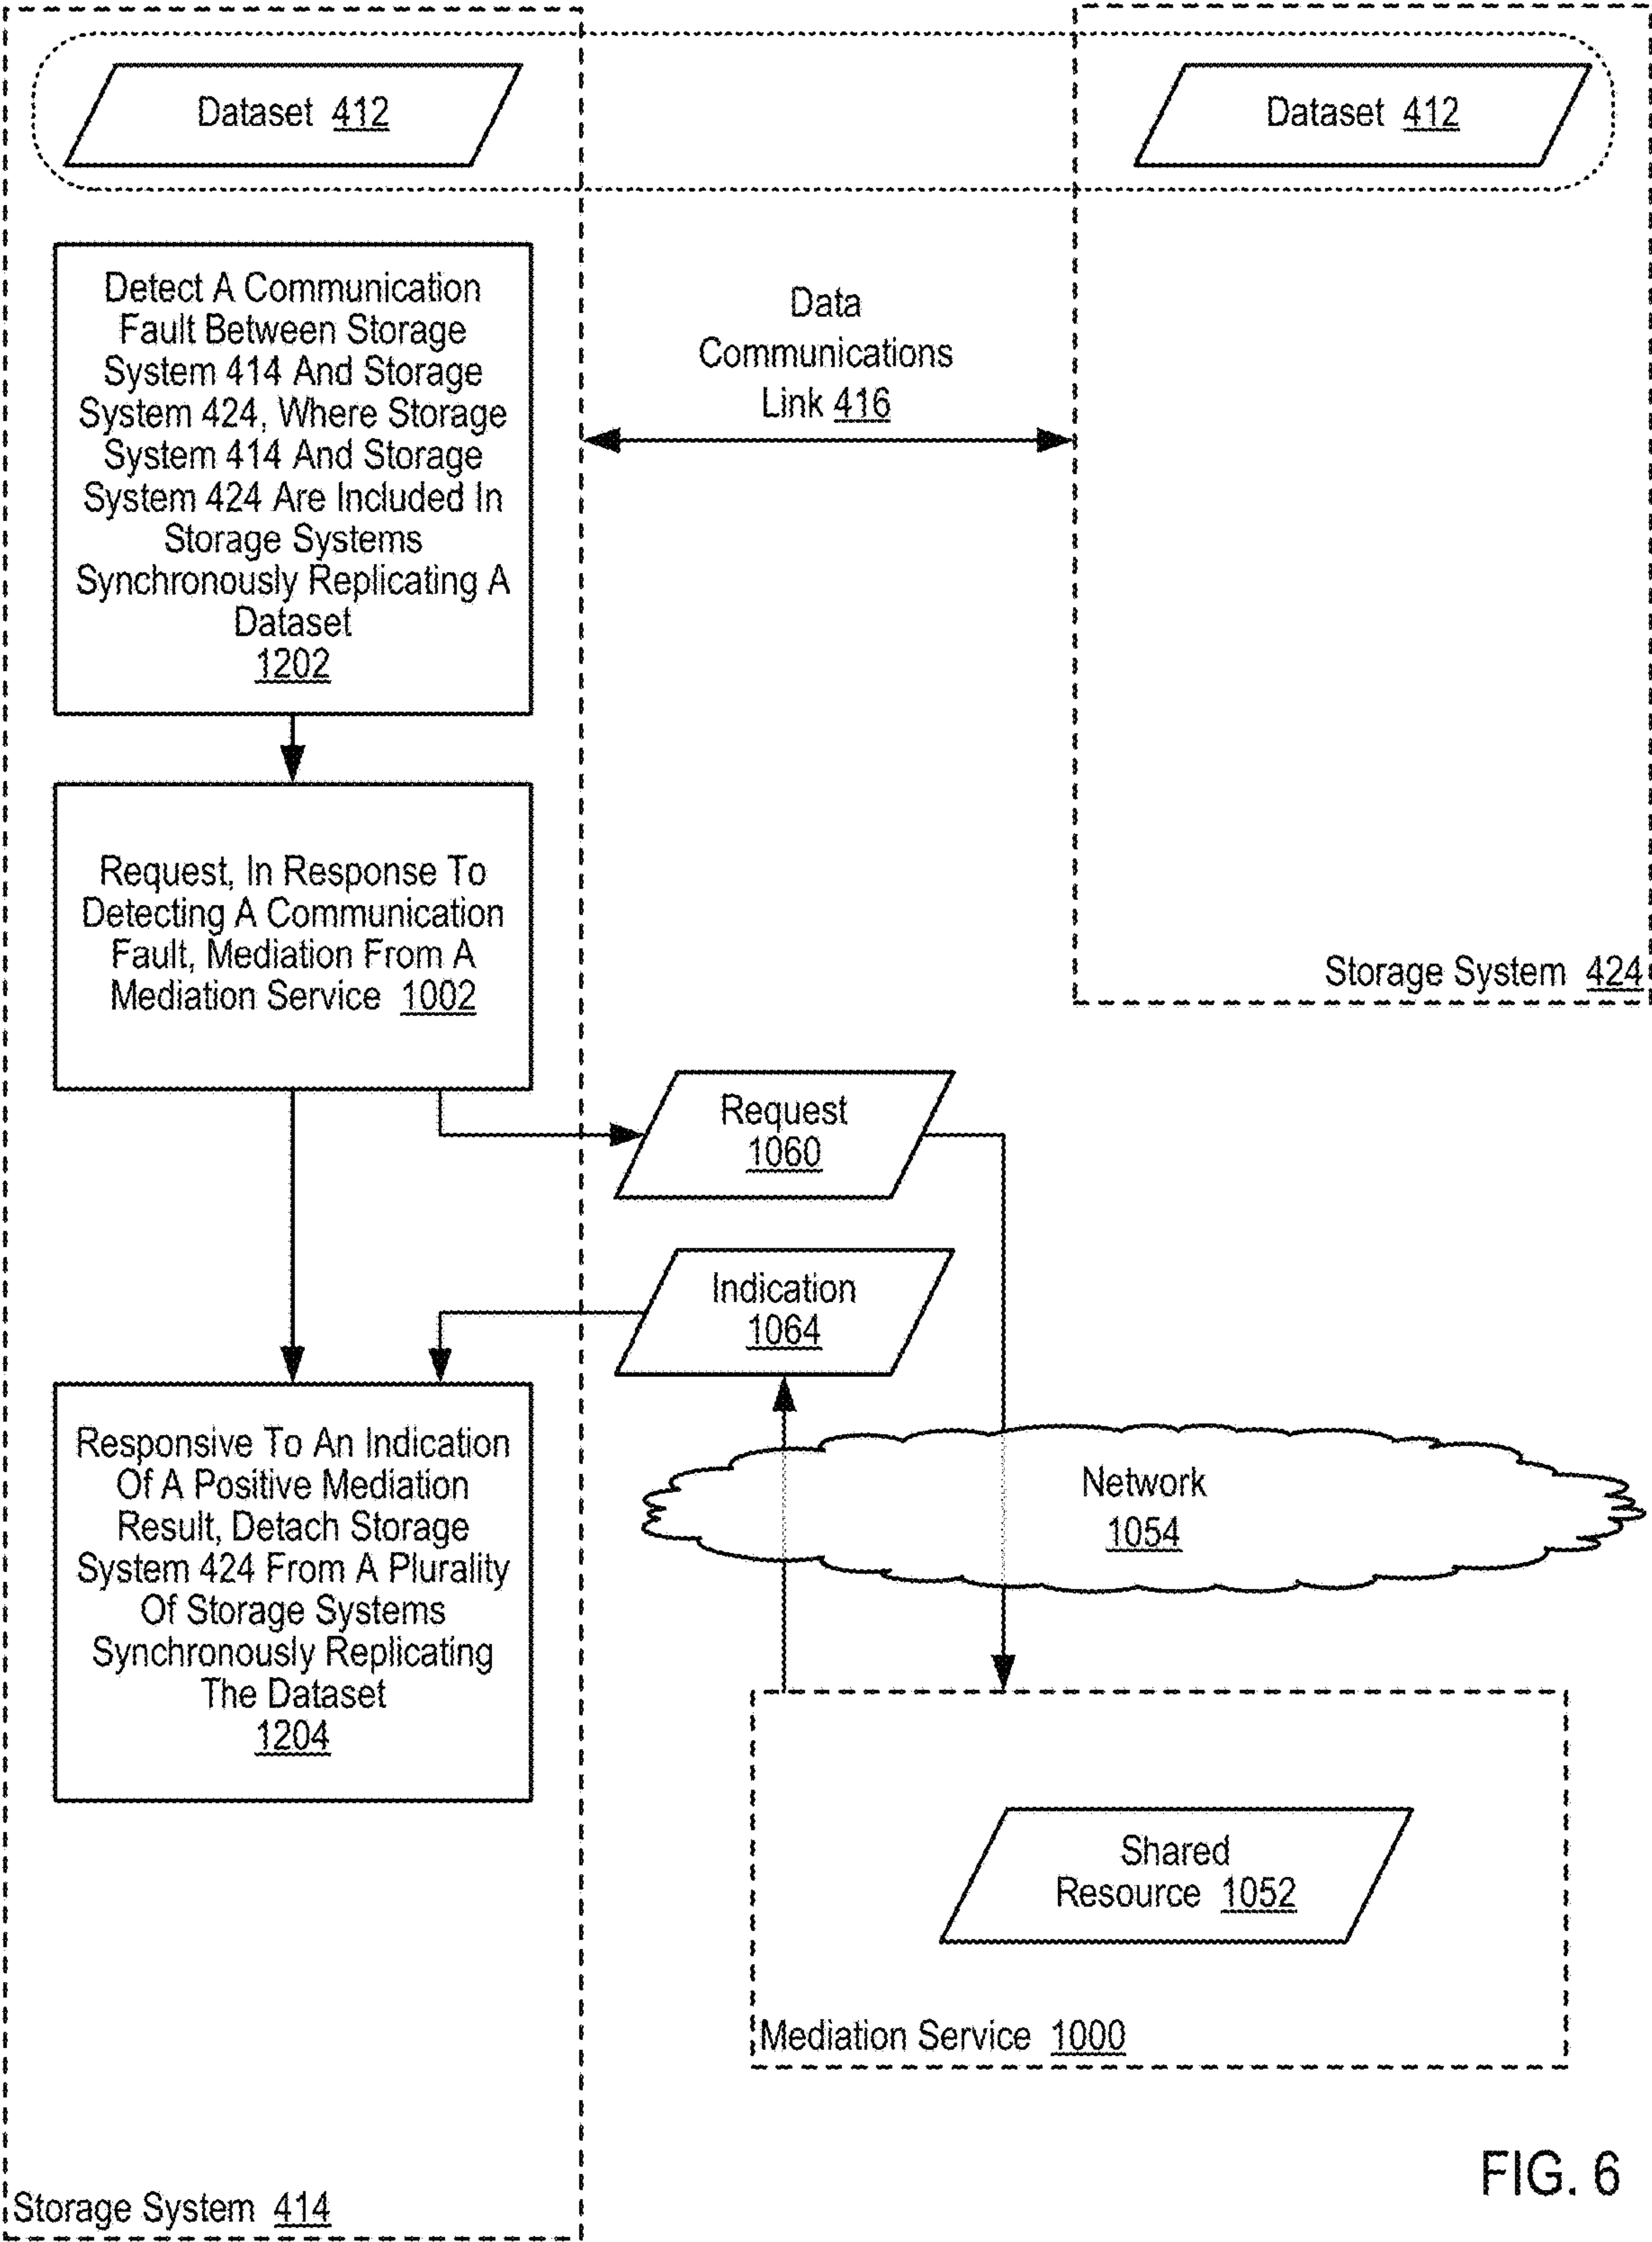 Dataset 412
Dataset 412
Detect A Communication
Fault Between Storage
System 414 And Storage
System 424, Where Storage
System 414 And Storage
System 424 Are Included In
Storage Systems
Synchronously Replicating A
Dataset
1202
Data
Communications
Link 416
Request, In Response To
Detecting A Communication
Fault, Mediation From A
Mediation Service 1002
Storage System 424
Request
1060
Indication
1064
Responsive To An Indication
Of A Positive Mediation
Result, Detach Storage
System 424 From A Plurality
Of Storage Systems
Synchronously Replicating
The Dataset
1204
Network
1054
Shared
Resource 1052
Mediation Service 1000
Storage System 414
FIG. 6